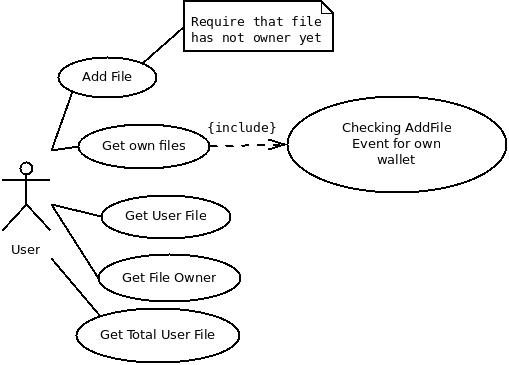 Require that file
has not owner yet
Add File
{include}
Get own files
Checking AddFile
Event for own
wallet
Get User File
User
Get File Owner
Get Total User File